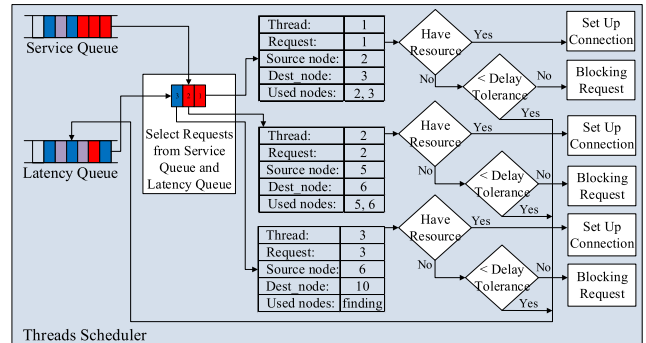 Service Queue
Latency Queue
3 2 1
Select Requests
from Service
Queue and
Latency Queue
Thread: 1
Request: 1
Source node: 2
Dest_node: 3
Used nodes: 2, 3
Have
Resource
Yes
No
Set Up
Connection
< Delay
Tolerance
No
Yes
Blocking
Request
Thread: 2
Request: 2
Source node: 5
Dest_node: 6
Used nodes: 5, 6
Have
Resource
Yes
No
Set Up
Connection
< Delay
Tolerance
No
Yes
Blocking
Request
Thread: 3
Request: 3
Source node: 6
Dest_node: 10
Used nodes: finding
Have
Resource
Yes
No
Set Up
Connection
< Delay
Tolerance
No
Yes
Blocking
Request
Threads Scheduler